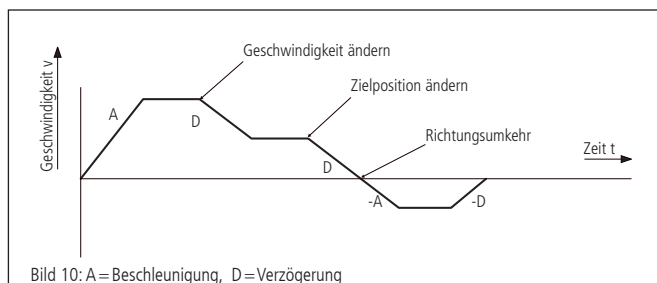 Geschwindigkeit v
Geschwindigkeit ändern
Zielposition ändern
Richtungsumkehr
Zeit t
A
D
D
-A
-D
Bild 10: A=Beschleunigung, D=Verzögerung